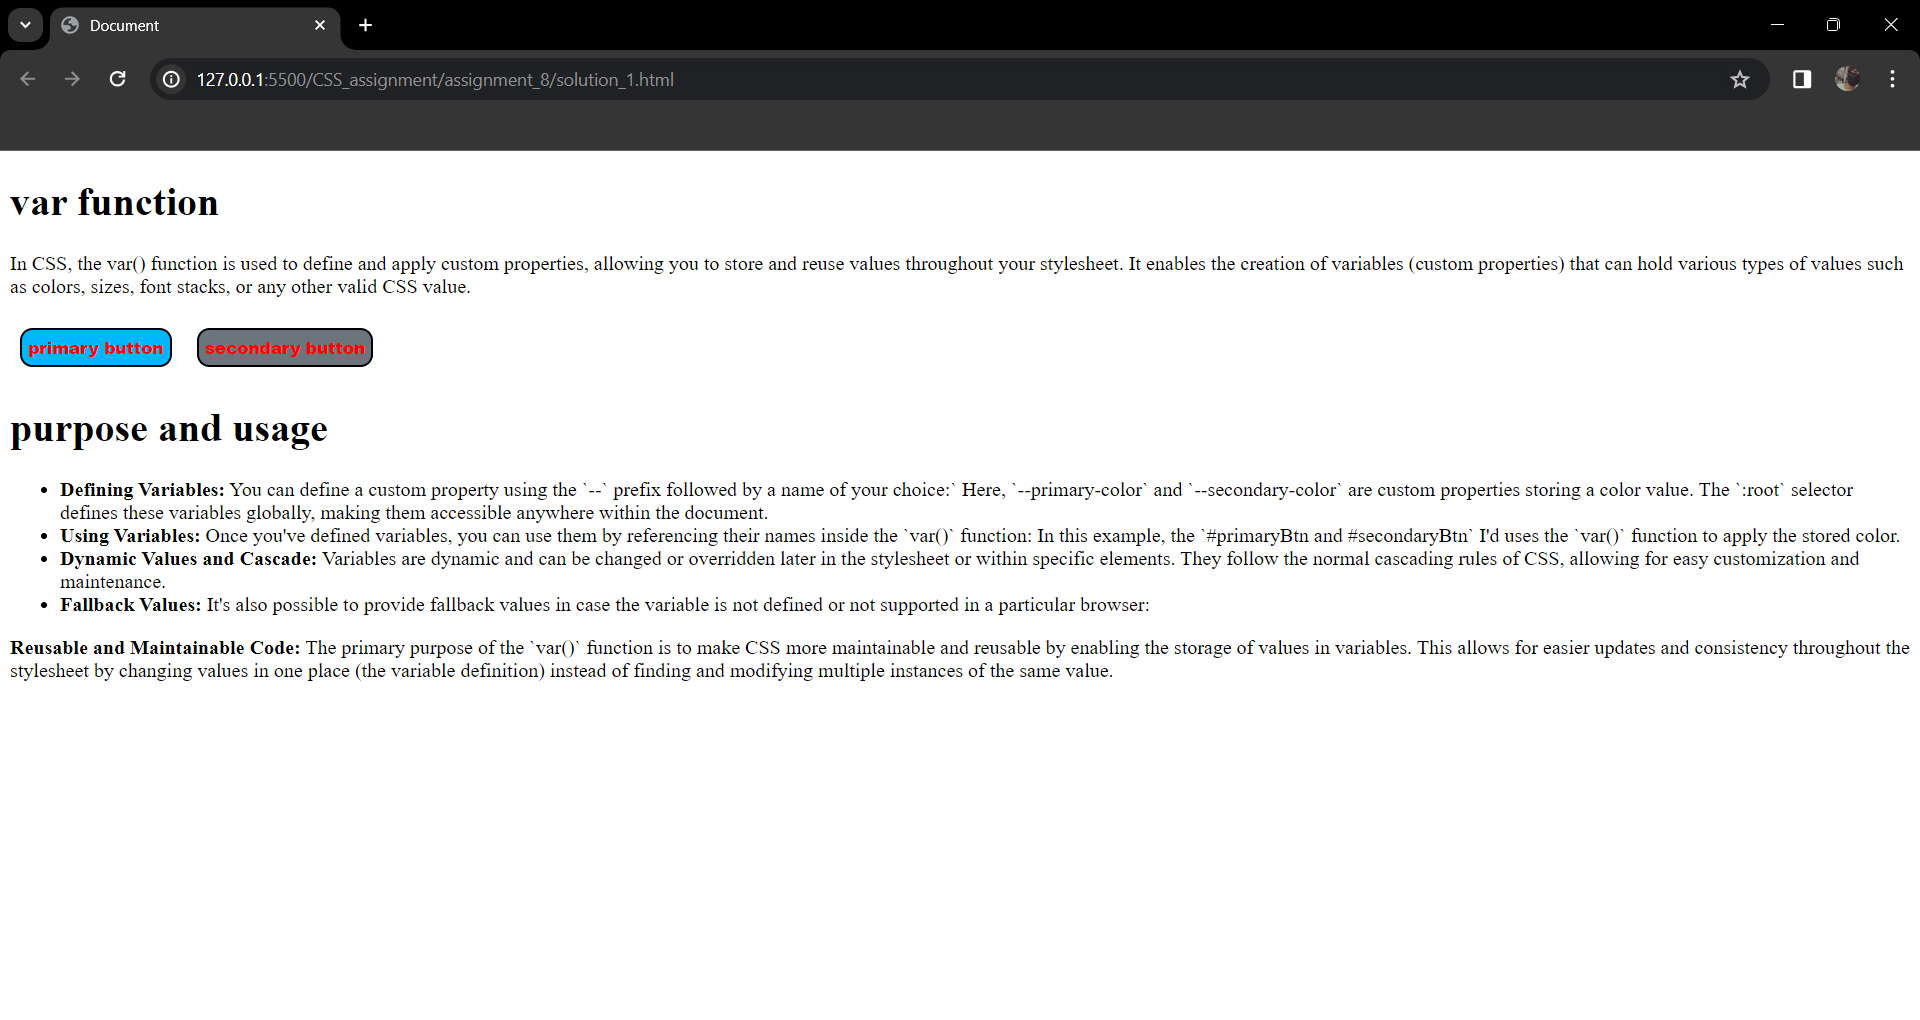 Document
127.0.0.1:5500/CSS_assignment/assignment_8/solution_1.html
var function
In CSS, the var() function is used to define and apply custom properties, allowing you to store and reuse values throughout your stylesheet. It enables the creation of variables (custom properties) that can hold various types of values such
as colors, sizes, font stacks, or any other valid CSS value.
primary button secondary button
purpose and usage
• Defining Variables: You can define a custom property using the `--` prefix followed by a name of your choice:` Here, `--primary-color` and `--secondary-color` are custom properties storing a color value. The `:root` selector
defines these variables globally, making them accessible anywhere within the document.
• Using Variables: Once you've defined variables, you can use them by referencing their names inside the `var()` function: In this example, the `#primaryBtn and #secondaryBtn` I'd uses the `var()` function to apply the stored color.
• Dynamic Values and Cascade: Variables are dynamic and can be changed or overridden later in the stylesheet or within specific elements. They follow the normal cascading rules of CSS, allowing for easy customization and
maintenance.
• Fallback Values: It's also possible to provide fallback values in case the variable is not defined or not supported in a particular browser:
Reusable and Maintainable Code: The primary purpose of the `var()` function is to make CSS more maintainable and reusable by enabling the storage of values in variables. This allows for easier updates and consistency throughout the
stylesheet by changing values in one place (the variable definition) instead of finding and modifying multiple instances of the same value.